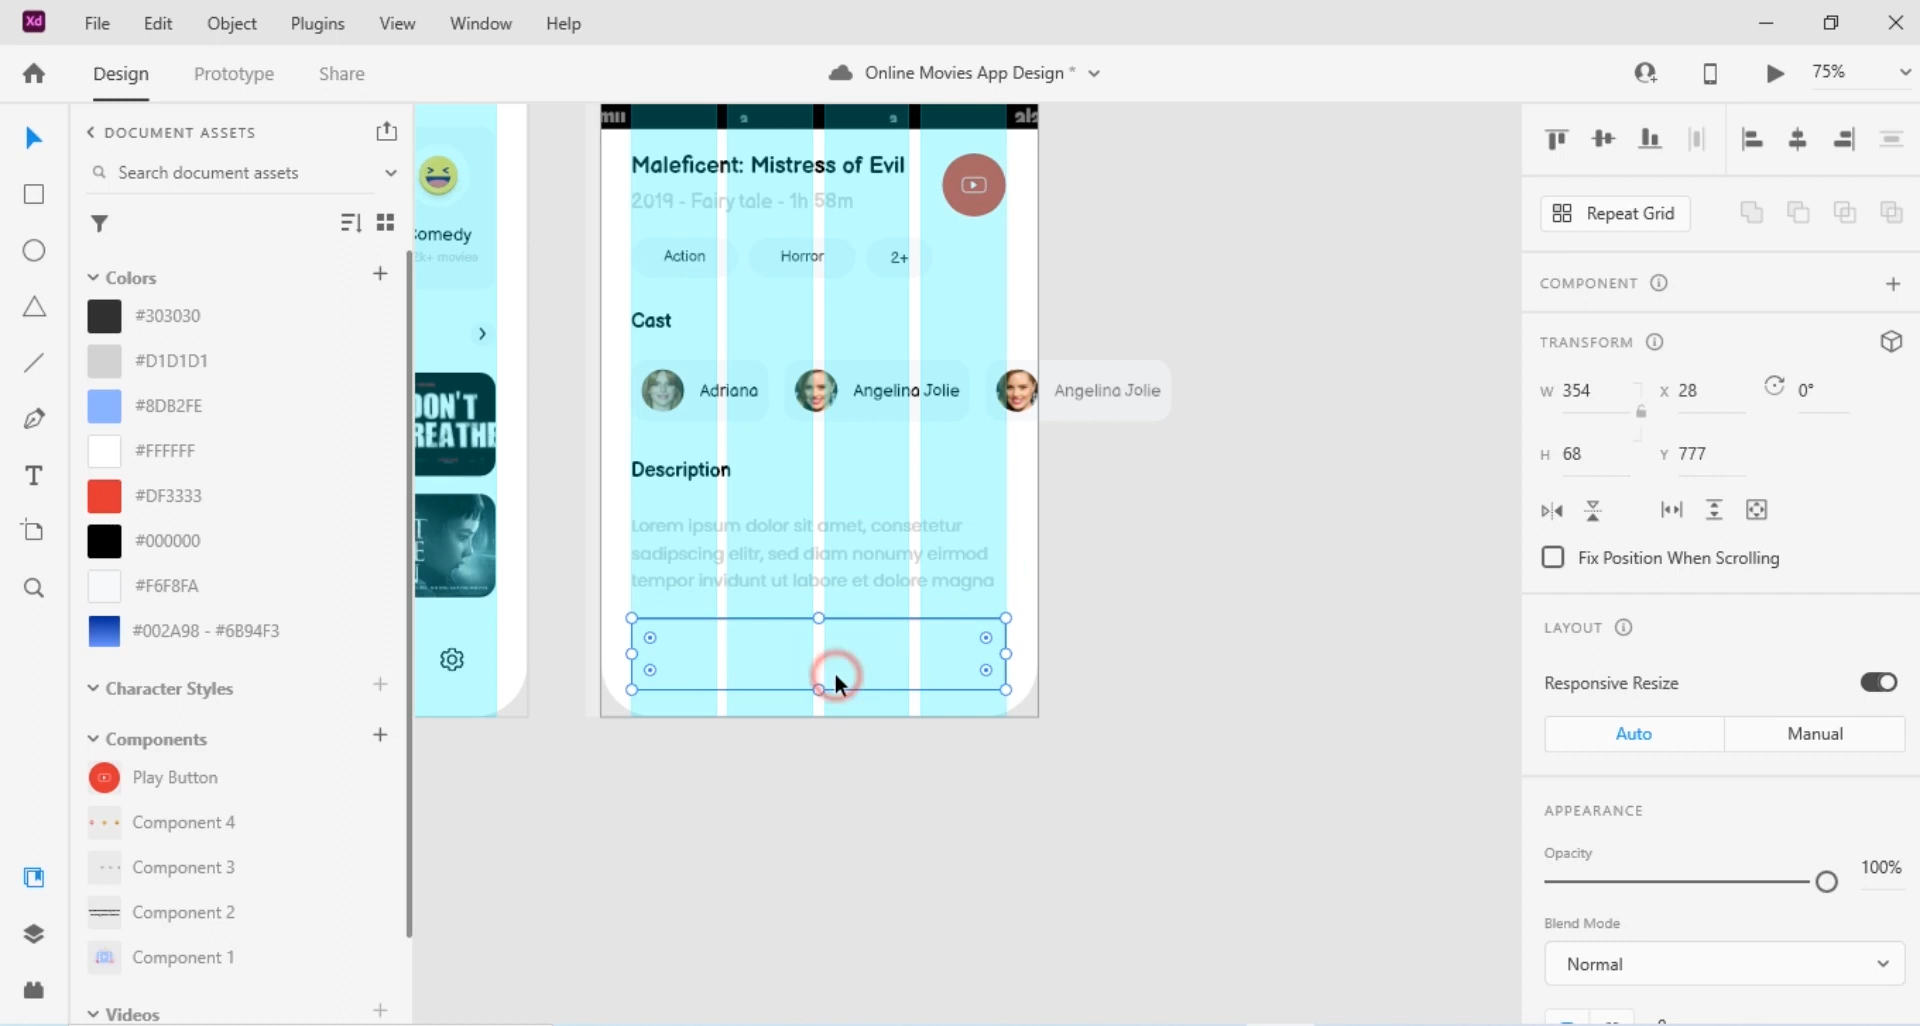 Xd File Edit Object Plugins View Window Help
Design Prototype Share Online Movies App Design * 75%
DOCUMENT ASSETS
Search document assets
Colors
#303030
#D1D1D1
#8DB2FE
#FFFFFF
#DF3333
#000000
#F6F8FA
#002A98 - #6B94F3
Character Styles
Components
Play Button
Component 4
Component 3
Component 2
Component 1
Videos
omedy
2k+ movies
DON'T
BREATHE
Maleficent: Mistress of Evil
2019 - Fairy tale - 1h 58m
Action Horror 2+
Cast
Adriana Angelina Jolie Angelina Jolie
Description
Lorem ipsum dolor sit amet, consetetur
sadipscing elitr, sed diam nonumy eirmod
tempor invidunt ut labore et dolore magna
Repeat Grid
COMPONENT
TRANSFORM
W 354 X 28 0°
H 68 Y 777
Fix Position When Scrolling
LAYOUT
Responsive Resize
Auto Manual
APPEARANCE
Opacity
100%
Blend Mode
Normal